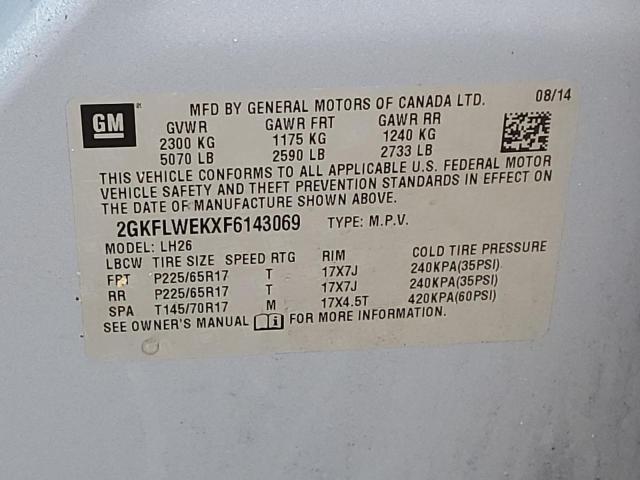 MFD BY GENERAL MOTORS OF CANADA LTD. 08/14
GM
GVWR GAWR FRT GAWR RR
2300 KG 1175 KG 1240 KG
5070 LB 2590 LB 2733 LB
THIS VEHICLE CONFORMS TO ALL APPLICABLE U.S. FEDERAL MOTOR
VEHICLE SAFETY AND THEFT PREVENTION STANDARDS IN EFFECT ON
THE DATE OF MANUFACTURE SHOWN ABOVE.
2GKFLWEKXF6143069 TYPE: M.P.V.
MODEL: LH26
LBCW TIRE SIZE SPEED RTG RIM COLD TIRE PRESSURE
FRT P225/65R17 T 17X7J 240KPA(35PSI)
RR P225/65R17 T 17X7J 240KPA(35PSI)
SPA T145/70R17 M 17X4.5T 420KPA(60PSI)
SEE OWNER'S MANUAL FOR MORE INFORMATION.